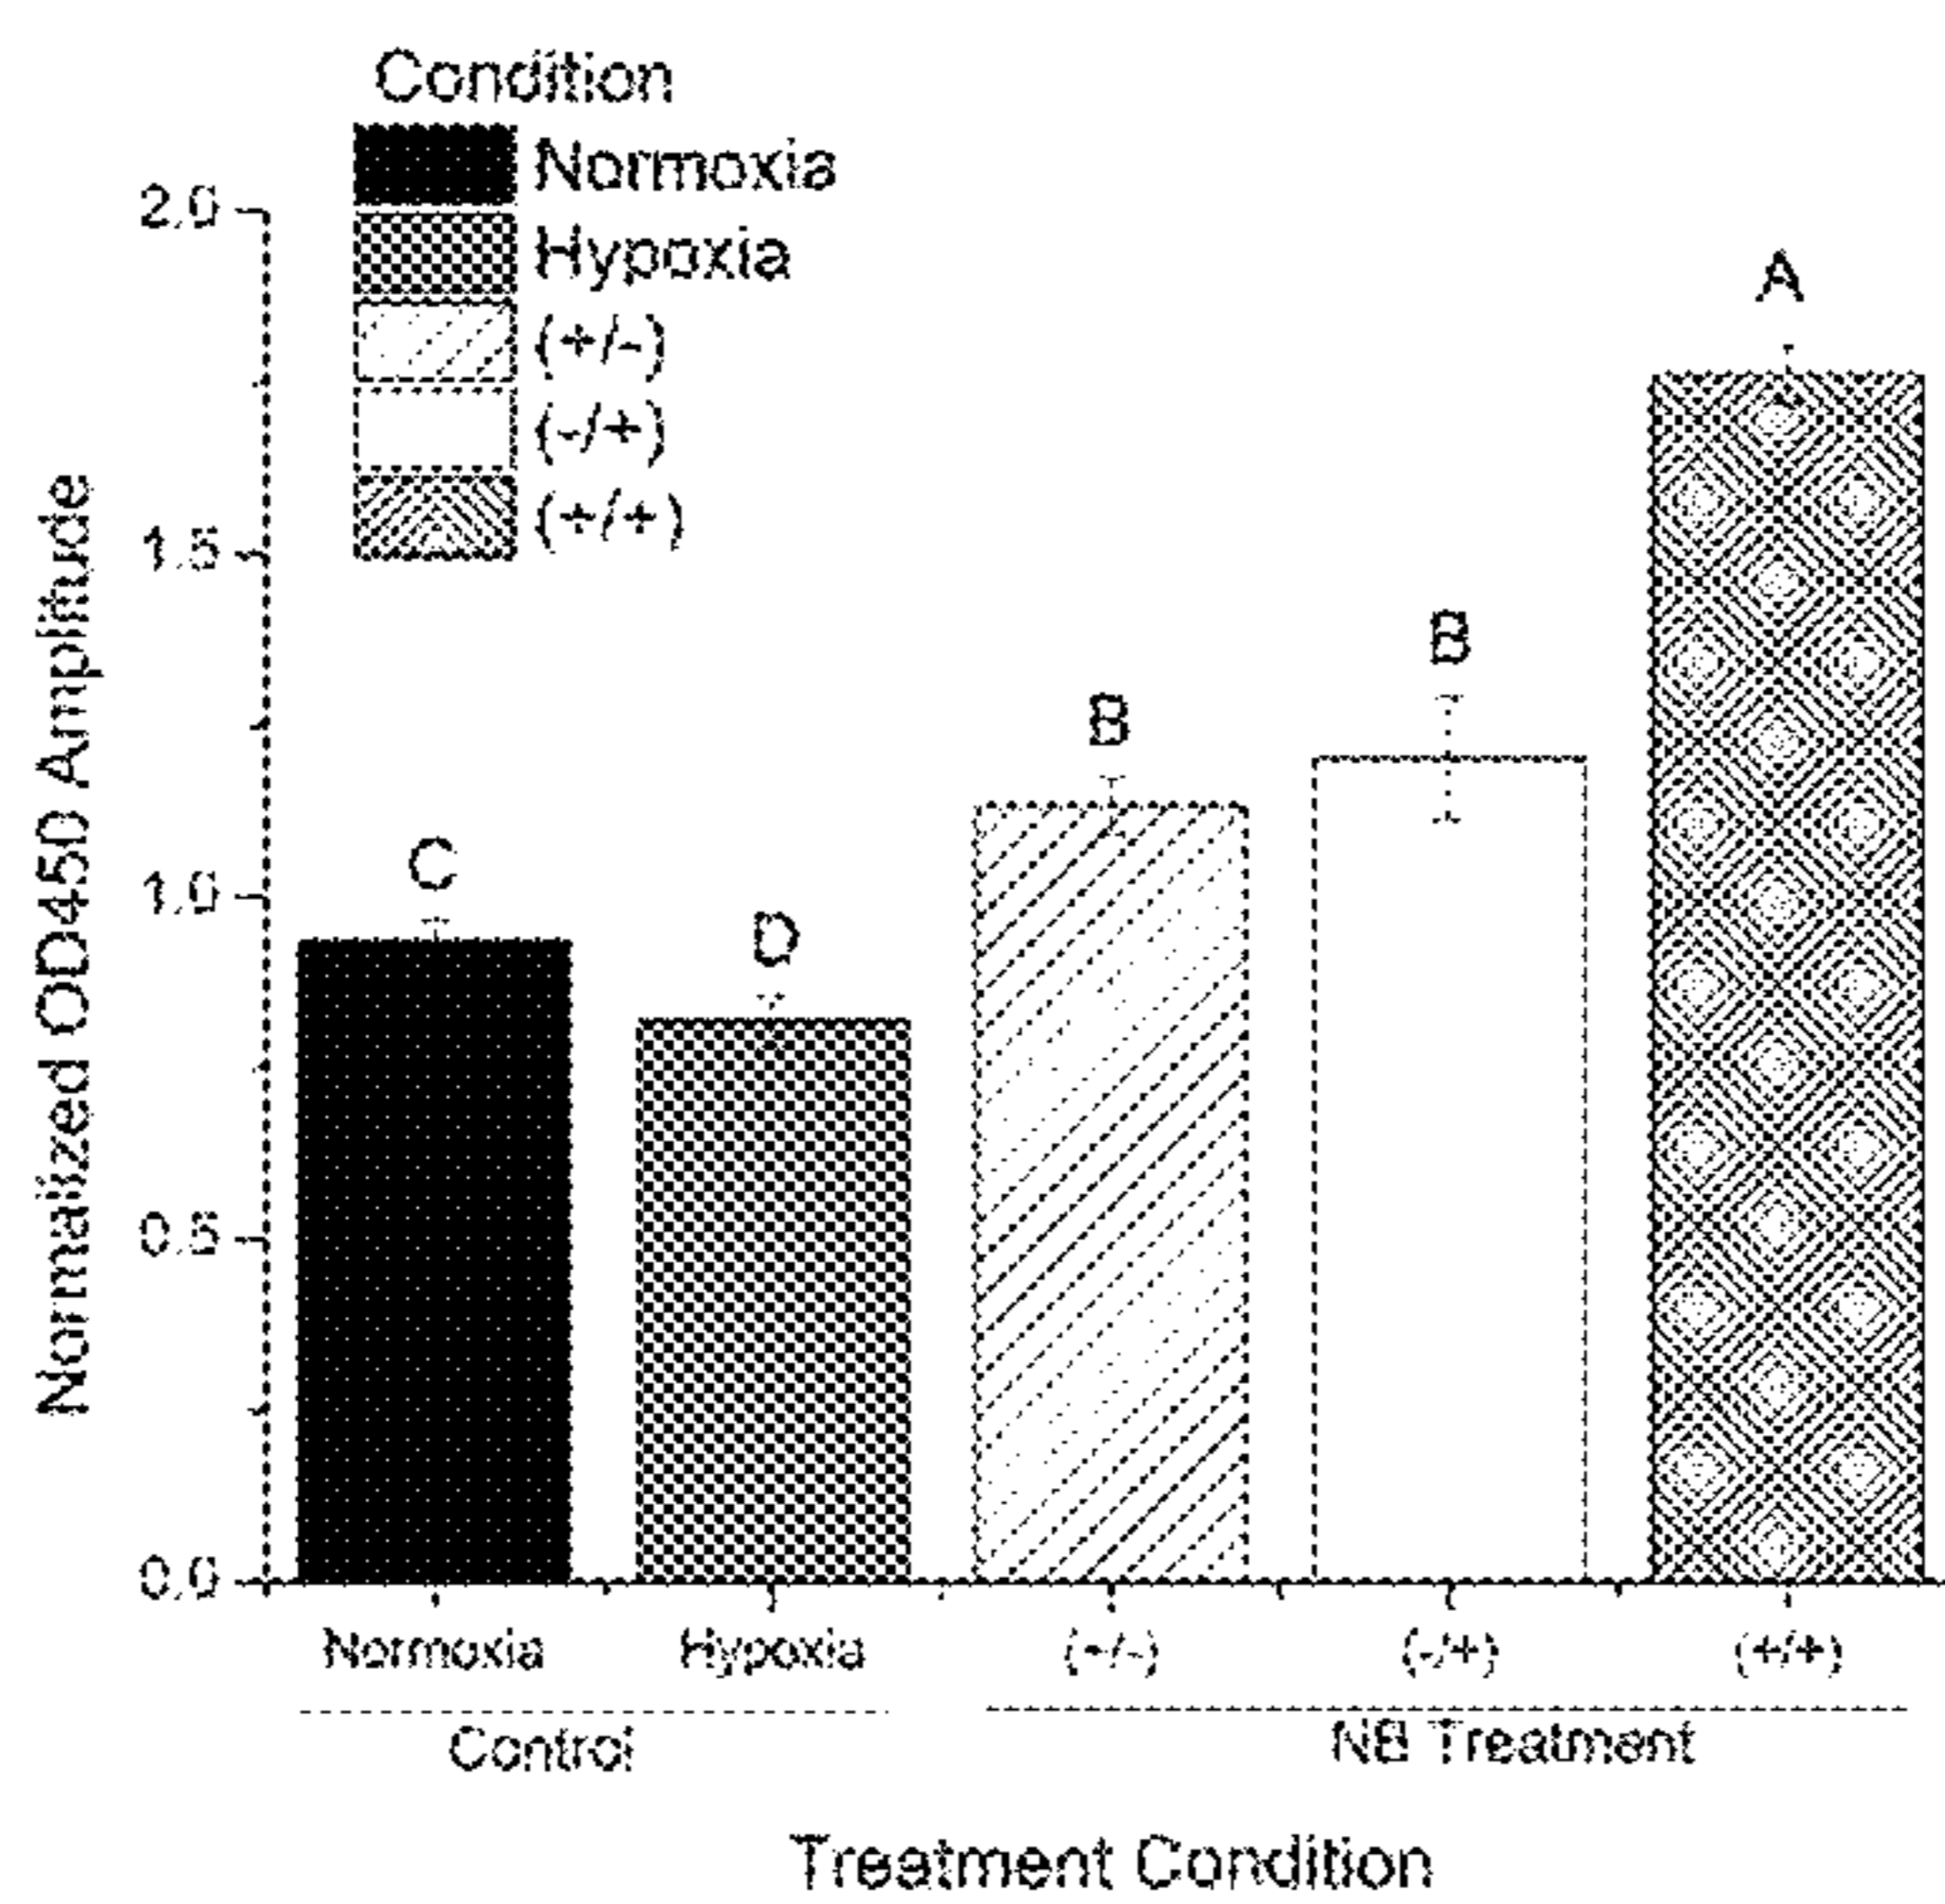 Condition
Normoxia
Hypoxia
(+/-)
(-/+)
(+/+)
2.0
1.5
1.0
0.5
0.0
Normalized OD450 Amplitude
C
D
B
B
A
Normoxia Hypoxia (+/-) (-/+) (+/+)
Control NB Treatment
Treatment Condition